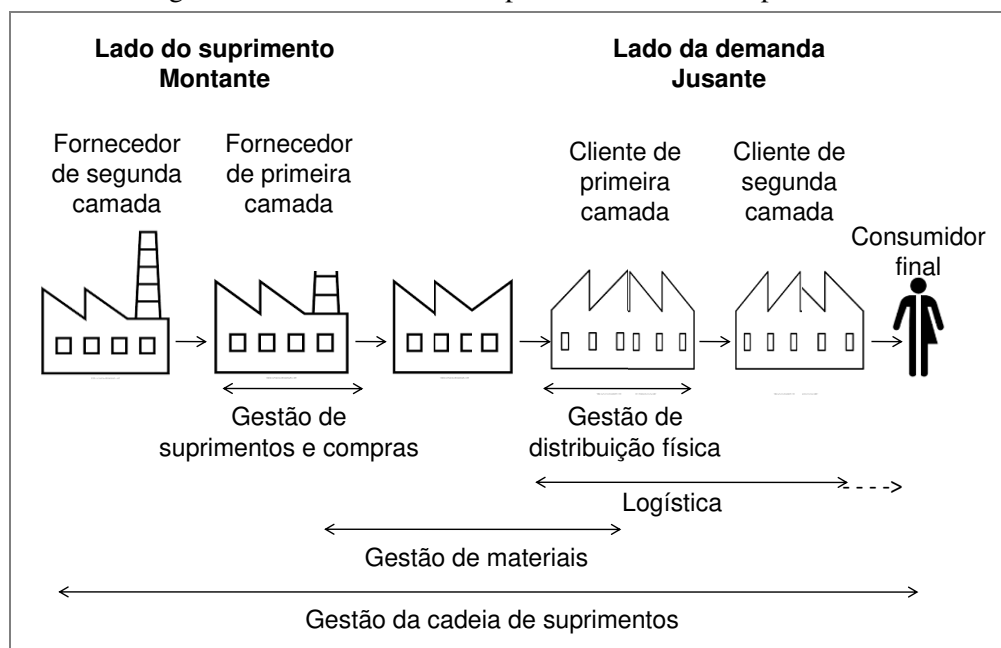 Lado do suprimento
Montante
Lado da demanda
Jusante
Fornecedor
de segunda
camada
Fornecedor
de primeira
camada
Cliente de
primeira
camada
Cliente de
segunda
camada
Consumidor
final
Gestão de
suprimentos e compras
Gestão de
distribuição física
Logística
Gestão de materiais
Gestão da cadeia de suprimentos